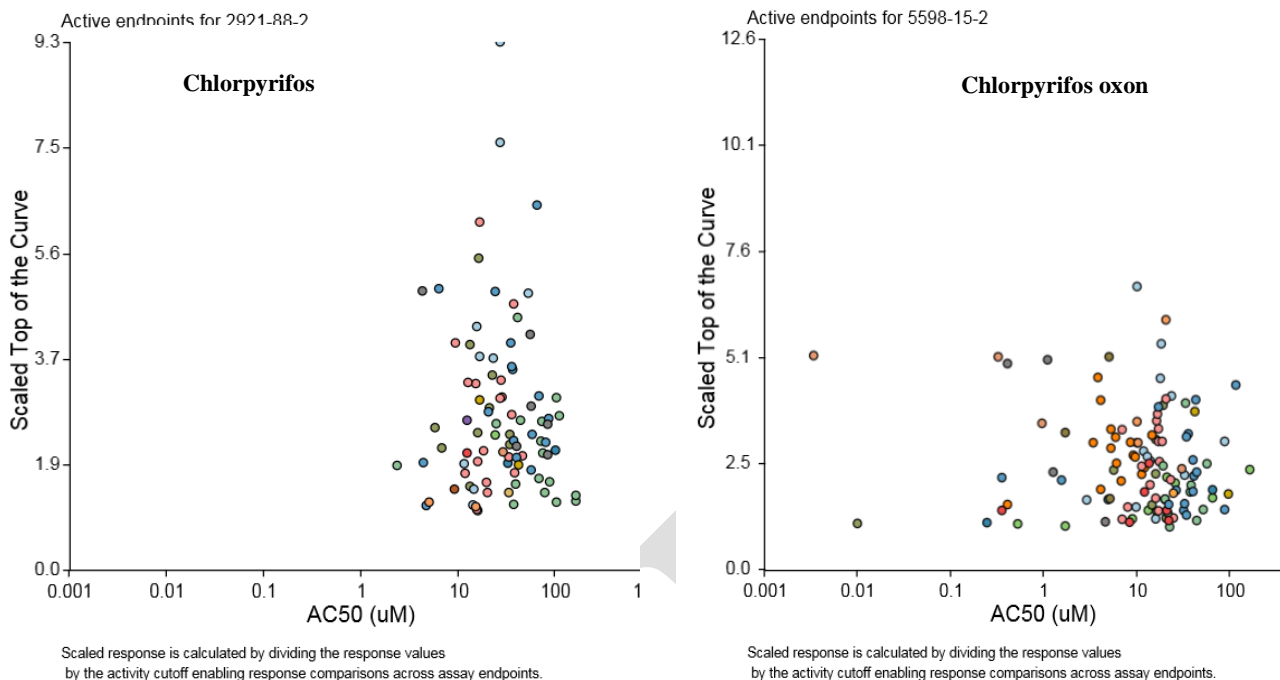 Active endpoints for 2921-88-2
9.3
Chlorpyrifos
7.5
5.6
3.7
1.9
0.0
Scaled Top of the Curve
0.001 0.01 0.1 1 10 100 1
AC50 (uM)
Scaled response is calculated by dividing the response values
by the activity cutoff enabling response comparisons across assay endpoints.
Active endpoints for 5598-15-2
12.6
Chlorpyrifos oxon
10.1
7.6
5.1
2.5
0.0
Scaled Top of the Curve
0.001 0.01 0.1 1 10 100
AC50 (uM)
Scaled response is calculated by dividing the response values
by the activity cutoff enabling response comparisons across assay endpoints.